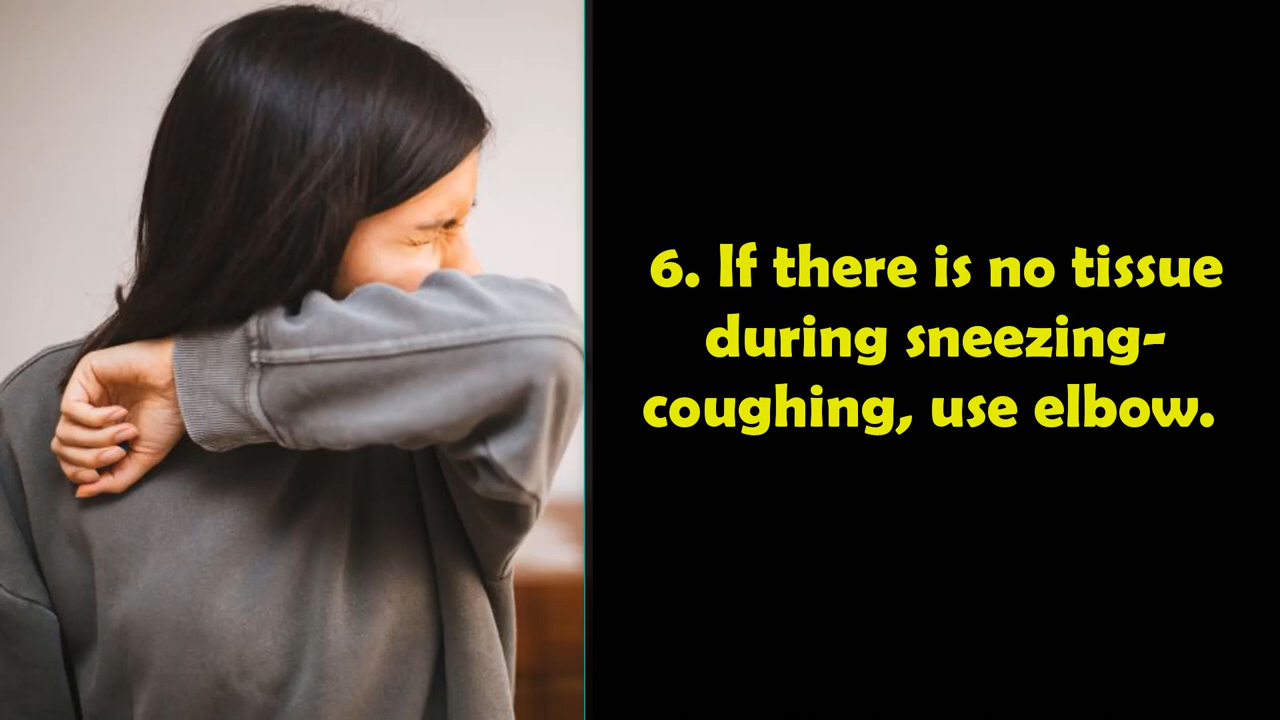 6. If there is no tissue
during sneezing-
coughing, use elbow.